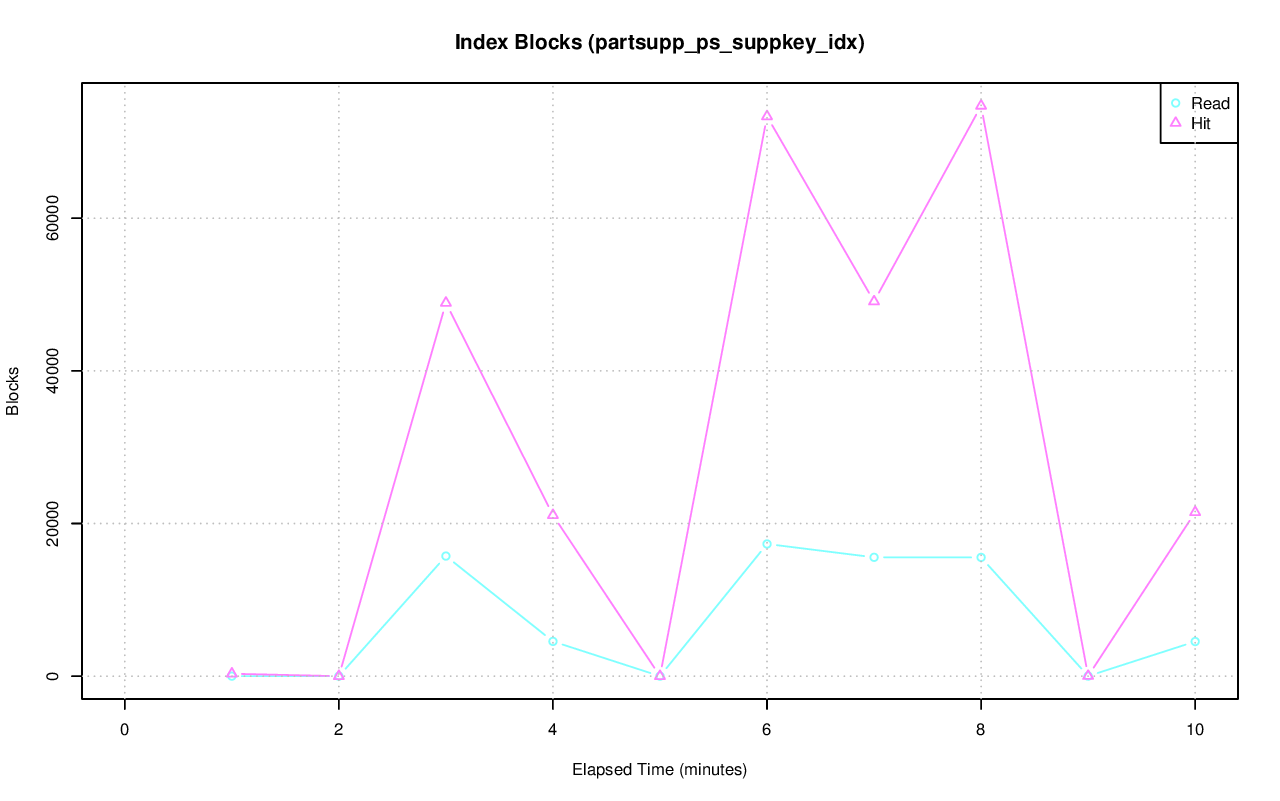 Index Blocks (partsupp_ps_suppkey_idx)
Read
Hit
Blocks
60000
40000
20000
0
0 2 4 6 8 10
Elapsed Time (minutes)